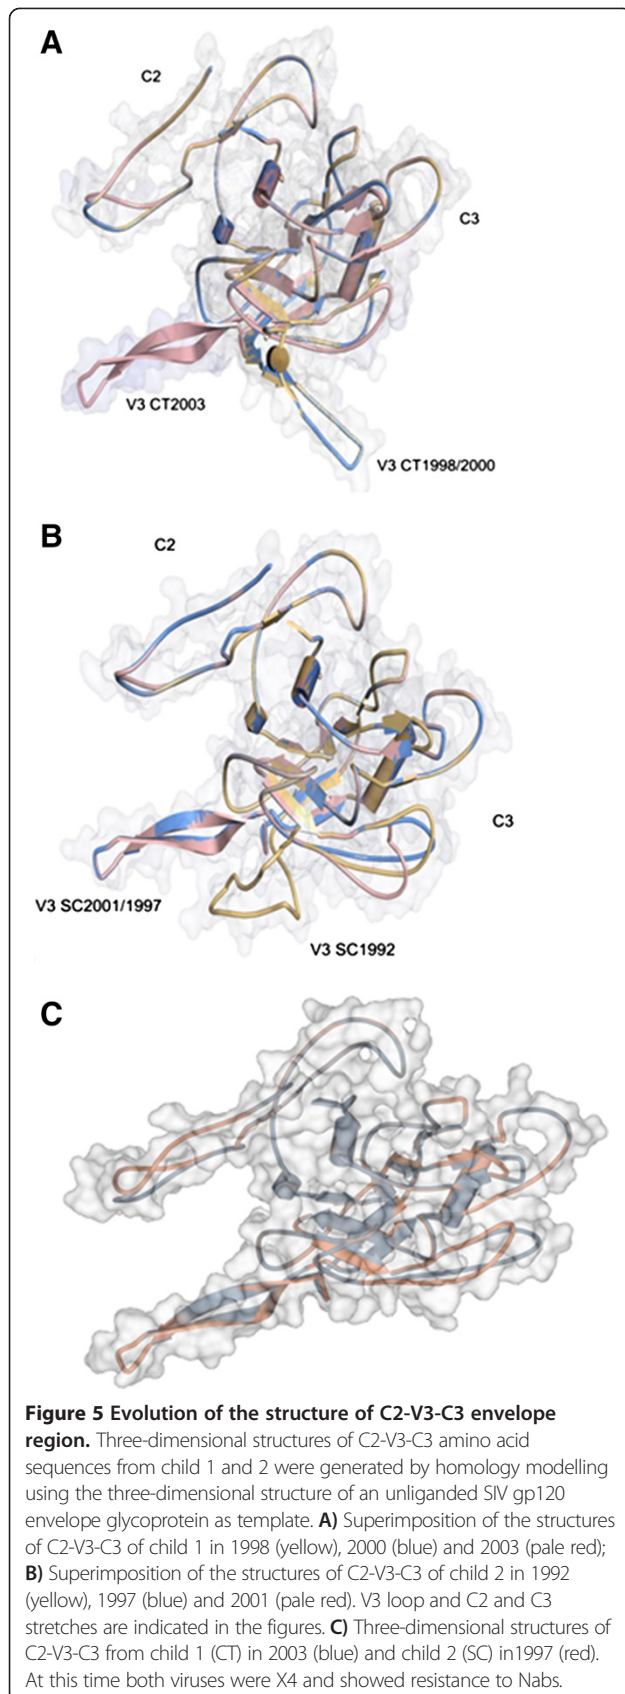 A
C2
C3
V3 CT2003
V3 CT1998/2000
B
C2
C3
V3 SC2001/1997
V3 SC1992
C
Figure 5 Evolution of the structure of C2-V3-C3 envelope
region. Three-dimensional structures of C2-V3-C3 amino acid
sequences from child 1 and 2 were generated by homology modelling
using the three-dimensional structure of an unliganded SIV gp120
envelope glycoprotein as template. A) Superimposition of the structures
of C2-V3-C3 of child 1 in 1998 (yellow), 2000 (blue) and 2003 (pale red);
B) Superimposition of the structures of C2-V3-C3 of child 2 in 1992
(yellow), 1997 (blue) and 2001 (pale red). V3 loop and C2 and C3
stretches are indicated in the figures. C) Three-dimensional structures of
C2-V3-C3 from child 1 (CT) in 2003 (blue) and child 2 (SC) in1997 (red).
At this time both viruses were X4 and showed resistance to Nabs.